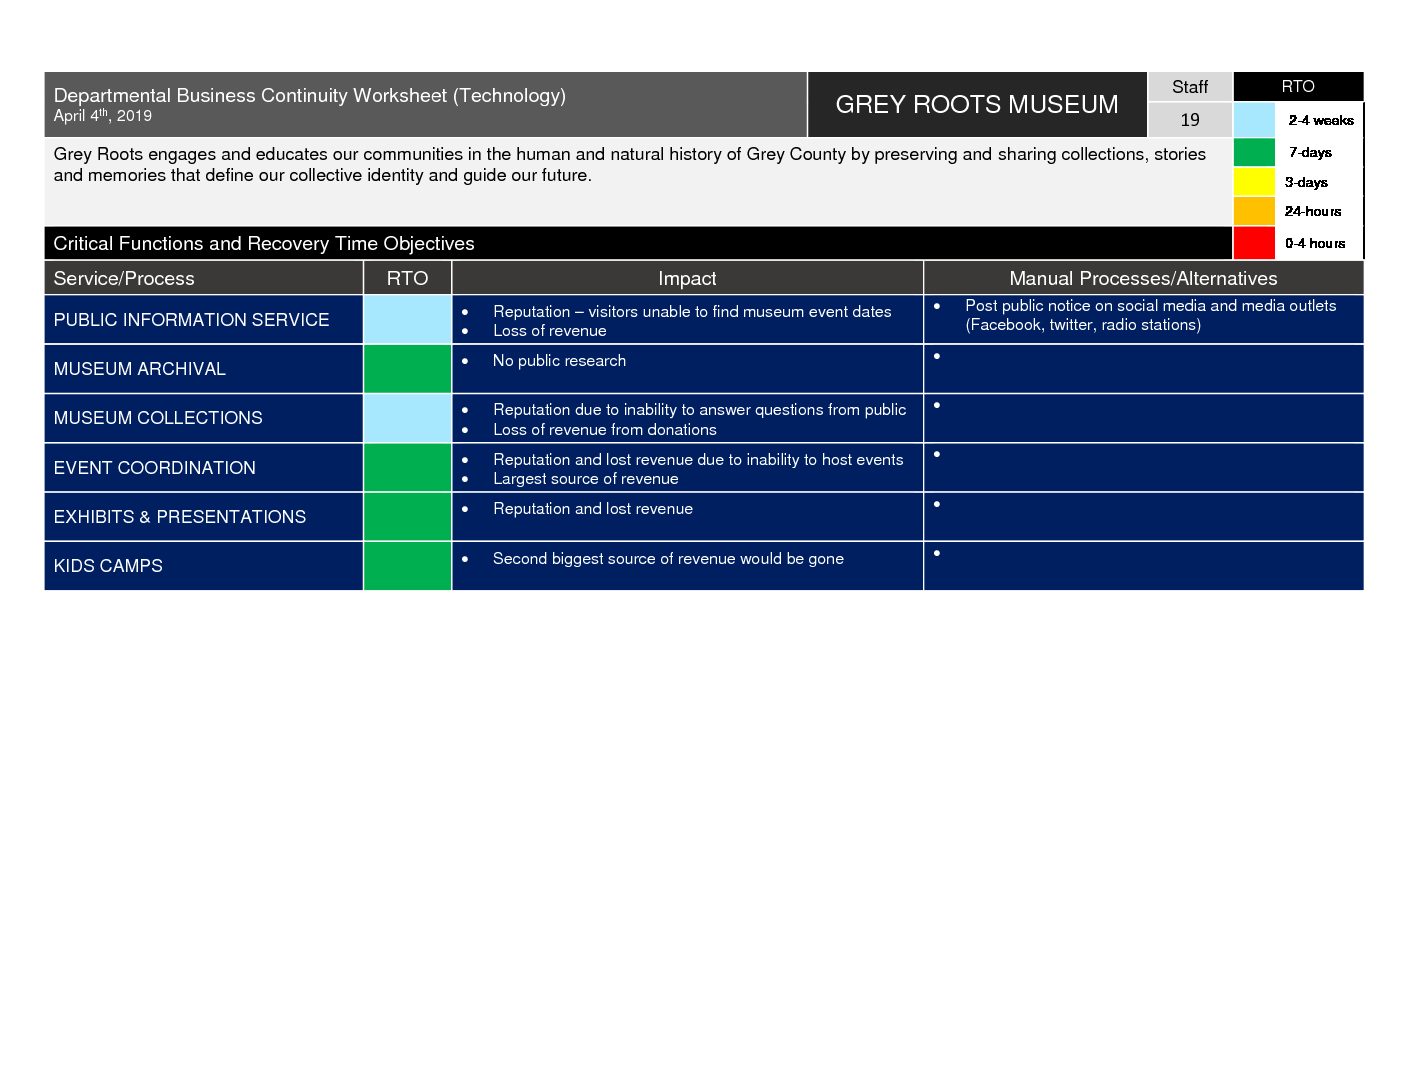 Departmental Business Continuity Worksheet (Technology)
April 4th, 2019
GREY ROOTS MUSEUM
Staff
19
RTO
2-4 weeks
7-days
3-days
24-hours
0-4 hours
Grey Roots engages and educates our communities in the human and natural history of Grey County by preserving and sharing collections, stories
and memories that define our collective identity and guide our future.
Critical Functions and Recovery Time Objectives
Service/Process RTO Impact Manual Processes/Alternatives
PUBLIC INFORMATION SERVICE
• Reputation – visitors unable to find museum event dates
• Loss of revenue
• Post public notice on social media and media outlets
(Facebook, twitter, radio stations)
MUSEUM ARCHIVAL
• No public research
•
MUSEUM COLLECTIONS
• Reputation due to inability to answer questions from public
• Loss of revenue from donations
•
EVENT COORDINATION
• Reputation and lost revenue due to inability to host events
• Largest source of revenue
•
EXHIBITS & PRESENTATIONS
• Reputation and lost revenue
•
KIDS CAMPS
• Second biggest source of revenue would be gone
•